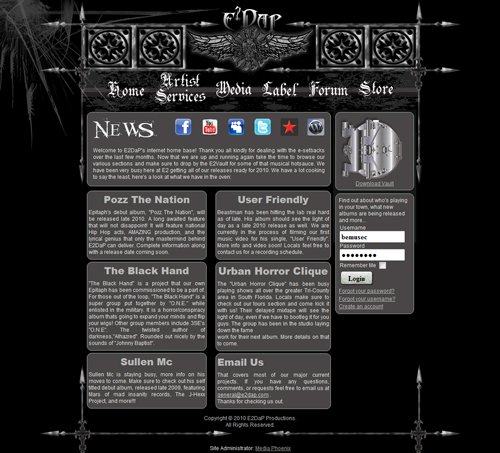 E2DaP
Home
Artist
Services
Media
Label
Forum
Store
News
Welcome to E2DaP's internet home base! Thank you all kindly for dealing with the e-setbacks
over the last few months. Now that we are up and running again take time to browse our
various sections and make sure to drop by the E2Vault for some of that musical hotsauce. We
have been very busy here at E2 getting all of our releases ready for 2010. We have a lot cooking
to say the least, here's a look at what we have in the oven:
Download Vault
Find out about who's playing
in your town, what new
albums are being released
and more..
Username
bemusec
Password
Remember Me
Login
Forgot your password?
Forgot your username?
Create an account
Pozz The Nation
Epitaph's debut album, "Pozz The Nation", will
be released late 2010. A long awaited feature
that will not disappoint! It will feature national
Hip Hop acts, AMAZING production, and the
lyrical genius that only the mastermind behind
E2DaP can deliver. Complete information along
with a release date coming soon.
User Friendly
Beastman has been hitting the lab real hard
as of late. His album should see the light of
day as a late 2010 release as well. We are
currently in the process of filming our first
music video for his single, "User Friendly".
More info and video soon! Locals feel free to
contact us for a recording schedule.
The Black Hand
"The Black Hand" is a project that our own
Epitaph has been commissioned to be a part of.
For those out of the loop, "The Black Hand" is a
super group put together by "O.N.E." while
enlisted in the military. It is a horror/conspiracy
album thats going to expand your minds and flip
your wigs! Other group members include 3SE's
"O.N.E", The twisted author of
darkness,"Alhazred". Rounded out nicely by the
sounds of "Johnny Baptist".
Urban Horror Clique
The "Urban Horror Clique" has been busy
playing shows all over the greater Tri-County
area in South Florida. Locals make sure to
check out our tours section and come kick it
with us! Their delayed mixtape will see the
light of day, even if we have to bootleg it for you
guys. The group has been in the studio laying
down the fame
work for their next album. More details on that
to come.
Sullen Mc
Sullen Mc is staying busy, more info on his
moves to come. Make sure to check out his self
titled debut album, released late 2009, featuring
Mars of mad insanity records, The J-Hexx
Project, and more!!!
Email Us
That covers most of our major current
projects. If you have any questions,
comments, or requests feel free to email us at
general@e2dap.com .
Thanks for checking us out.
Copyright © 2010 E2DaP Productions.
All Rights Reserved.
Site Administrator: Media Phoenix